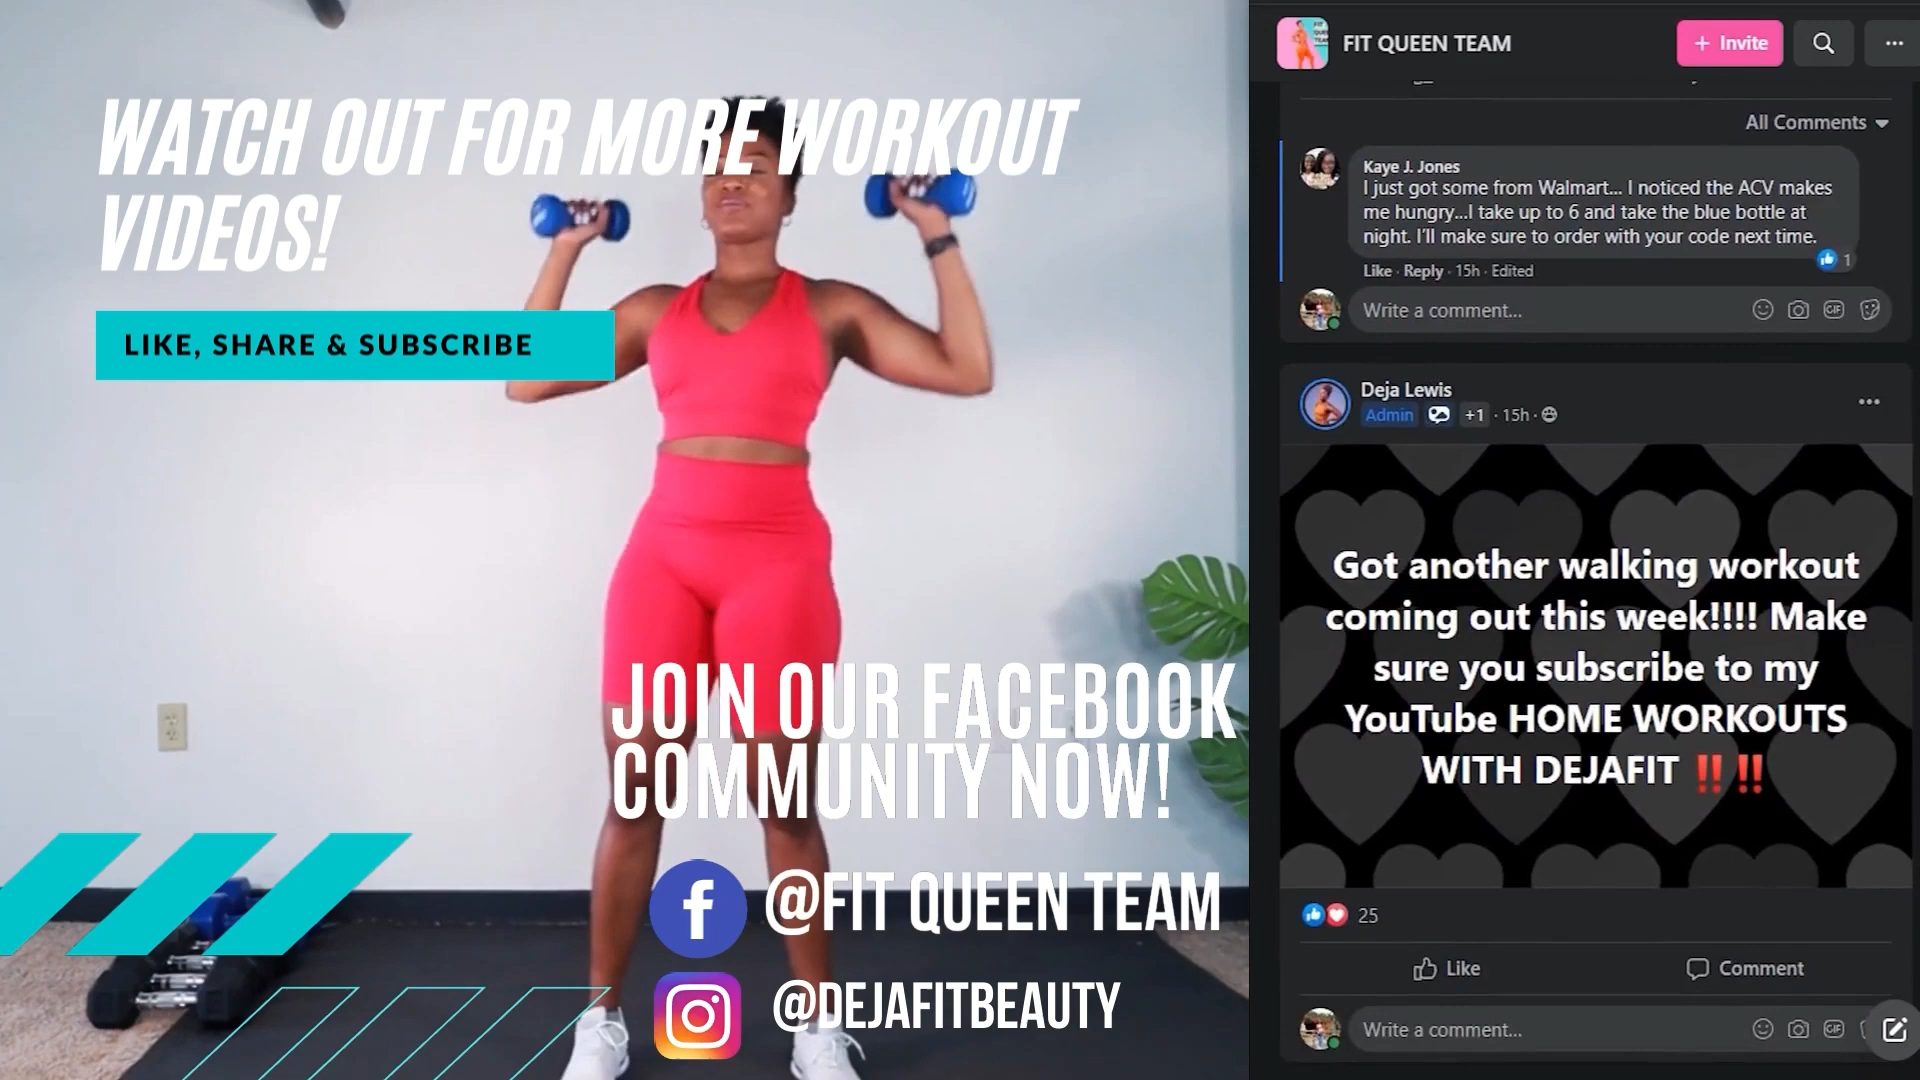 WATCH OUT FOR MORE WORKOUT
VIDEOS!
LIKE, SHARE & SUBSCRIBE
JOIN OUR FACEBOOK
COMMUNITY NOW!
@FIT QUEEN TEAM
@DEJAFITBEAUTY
FIT QUEEN TEAM
+ Invite
All Comments
Kaye J. Jones
I just got some from Walmart... I noticed the ACV makes
me hungry...I take up to 6 and take the blue bottle at
night. I'll make sure to order with your code next time.
1
Like · Reply · 15h · Edited
Write a comment...
GIF
Deja Lewis
Admin +1 · 15h ·
Got another walking workout
coming out this week!!!! Make
sure you subscribe to my
YouTube HOME WORKOUTS
WITH DEJAFIT ‼️‼️
25
Like
Comment
Write a comment...
GIF